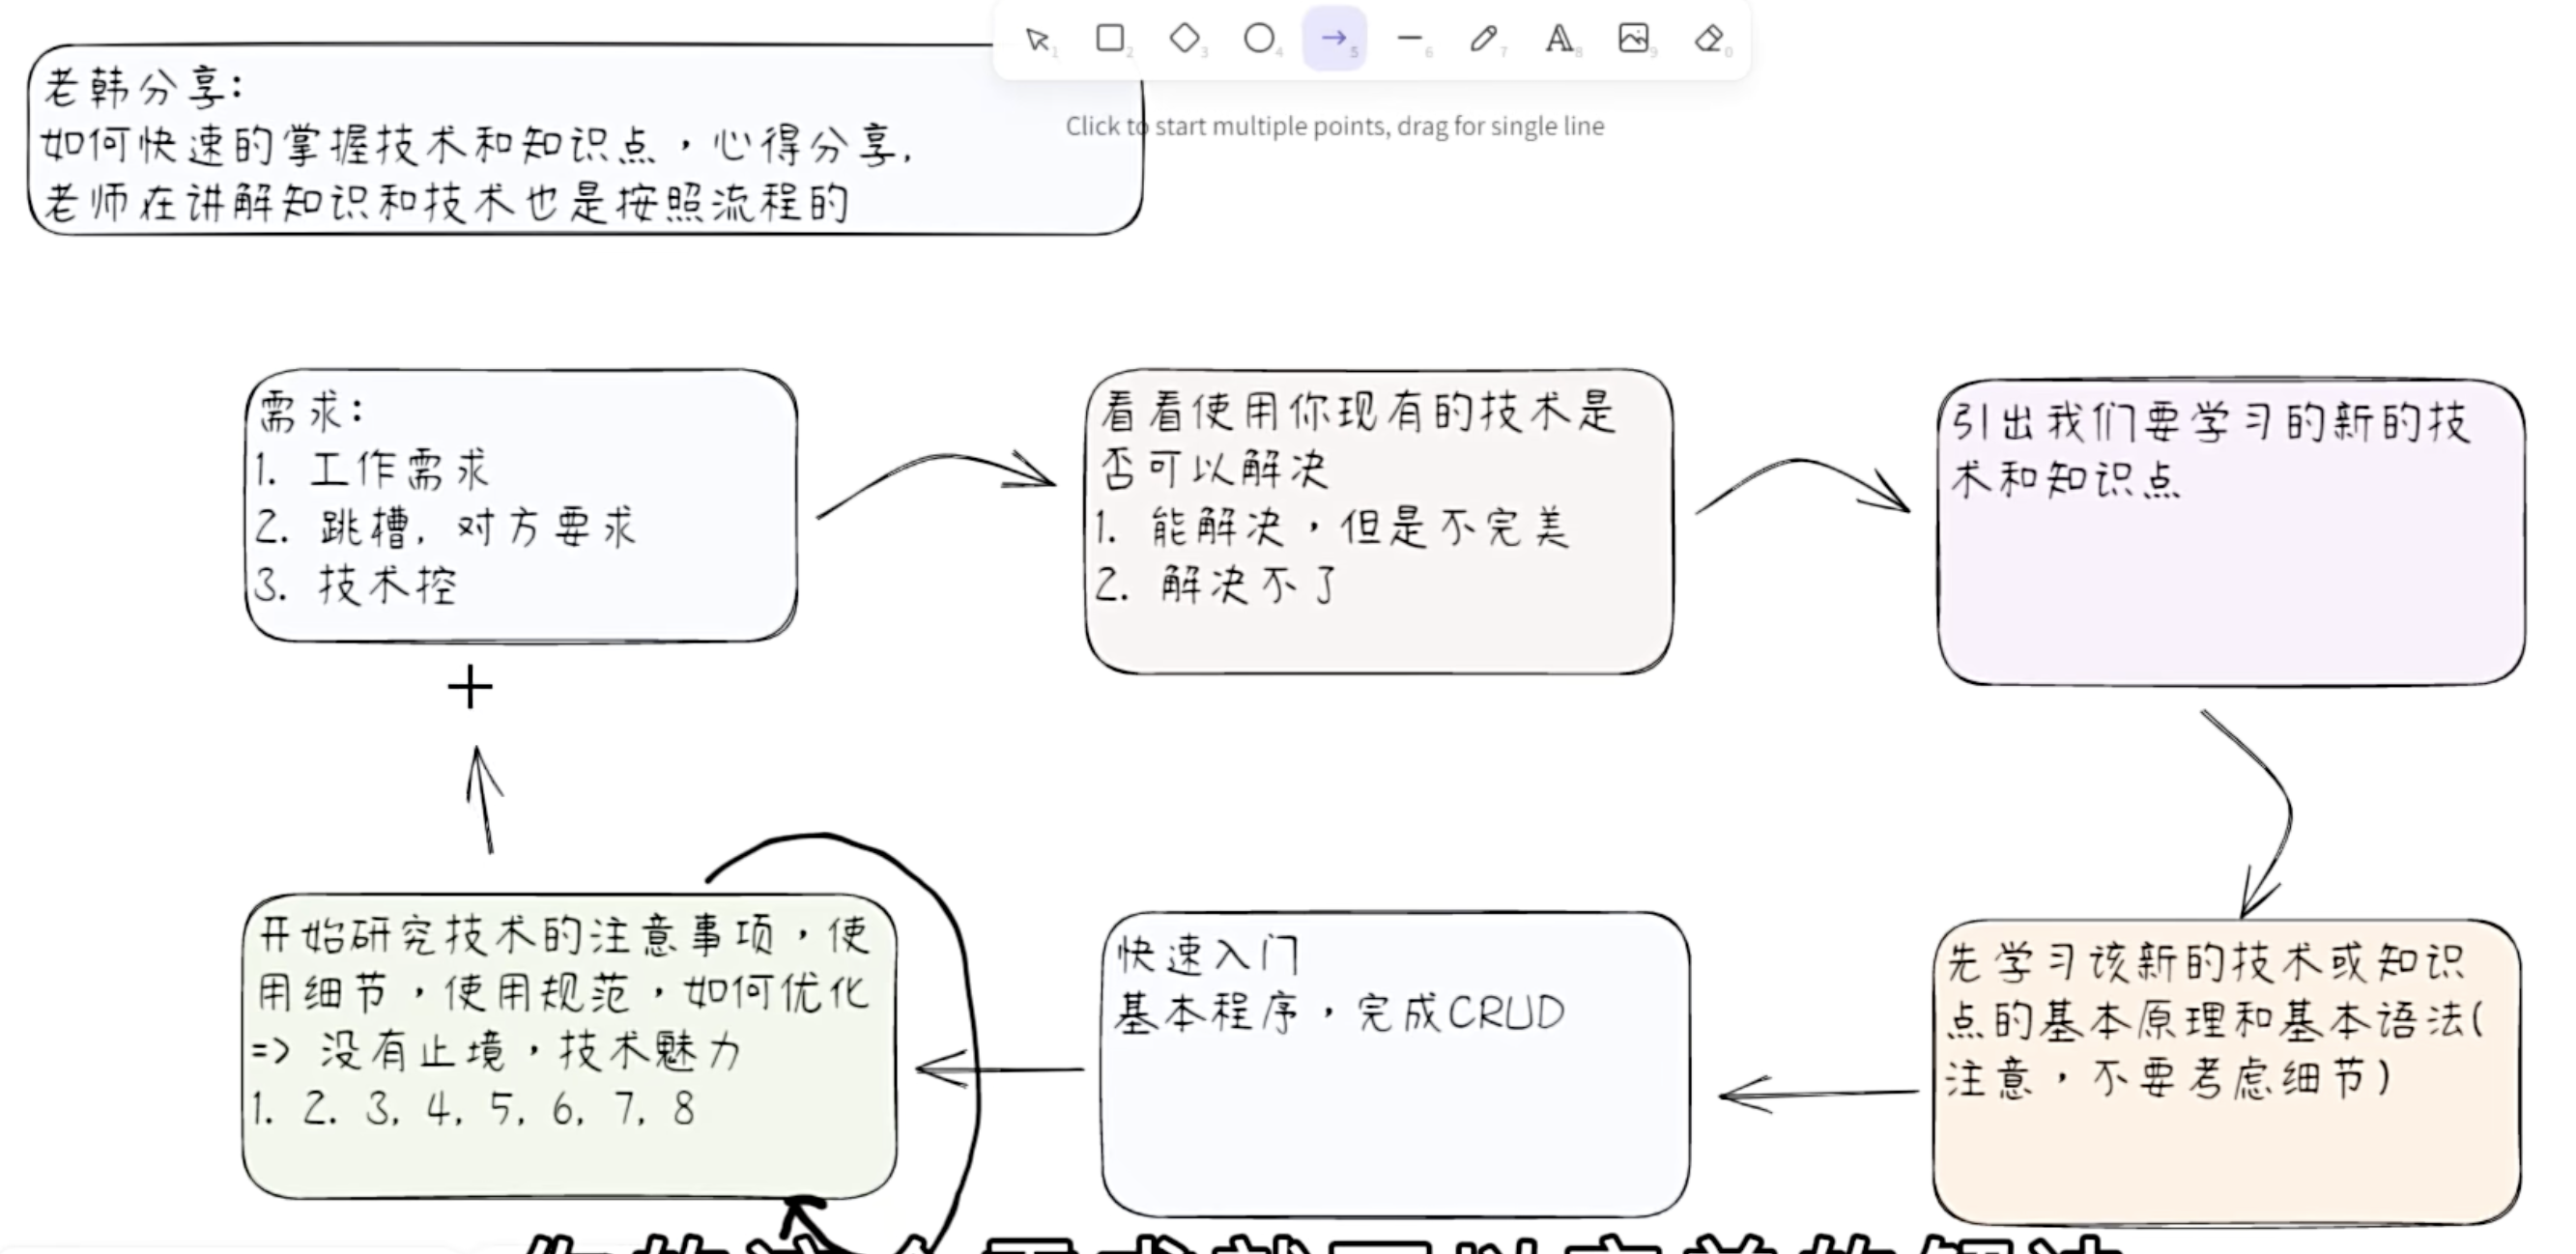 1 2 3 4 5 6 7 8 9 0
Click to start multiple points, drag for single line
老韩分享:
如何快速的掌握技术和知识点，心得分享,
老师在讲解知识和技术也是按照流程的
需求:
1. 工作需求
2. 跳槽, 对方要求
3. 技术控
看看使用你现有的技术是
否可以解决
1. 能解决，但是不完美
2. 解决不了
引出我们要学习的新的技
术和知识点
先学习该新的技术或知识
点的基本原理和基本语法(
注意，不要考虑细节)
快速入门
基本程序，完成CRUD
开始研究技术的注意事项，使
用细节，使用规范，如何优化
=> 没有止境，技术魅力
1. 2. 3, 4, 5, 6, 7, 8